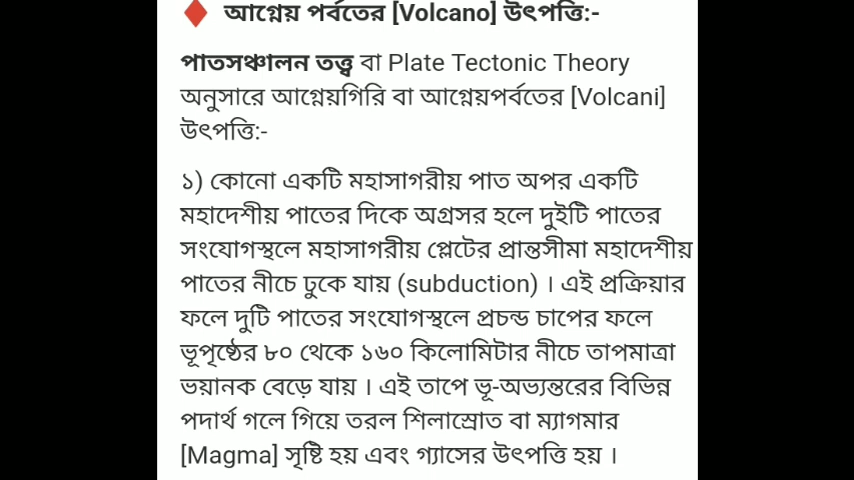 আগ্নেয় পর্বতের [Volcano] উৎপত্তি:-
পাতসঞ্চালন তত্ত্ব বা Plate Tectonic Theory
অনুসারে আগ্নেয়গিরি বা আগ্নেয়পর্বতের [Volcani]
উৎপত্তি:-
১) কোনো একটি মহাসাগরীয় পাত অপর একটি
মহাদেশীয় পাতের দিকে অগ্রসর হলে দুইটি পাতের
সংযোগস্থলে মহাসাগরীয় প্লেটের প্রান্তসীমা মহাদেশীয়
পাতের নীচে ঢুকে যায় (subduction) । এই প্রক্রিয়ার
ফলে দুটি পাতের সংযোগস্থলে প্রচন্ড চাপের ফলে
ভূপৃষ্ঠের ৮০ থেকে ১৬০ কিলোমিটার নীচে তাপমাত্রা
ভয়ানক বেড়ে যায় । এই তাপে ভূ-অভ্যন্তরের বিভিন্ন
পদার্থ গলে গিয়ে তরল শিলাস্রোত বা ম্যাগমার
[Magma] সৃষ্টি হয় এবং গ্যাসের উৎপত্তি হয় ।